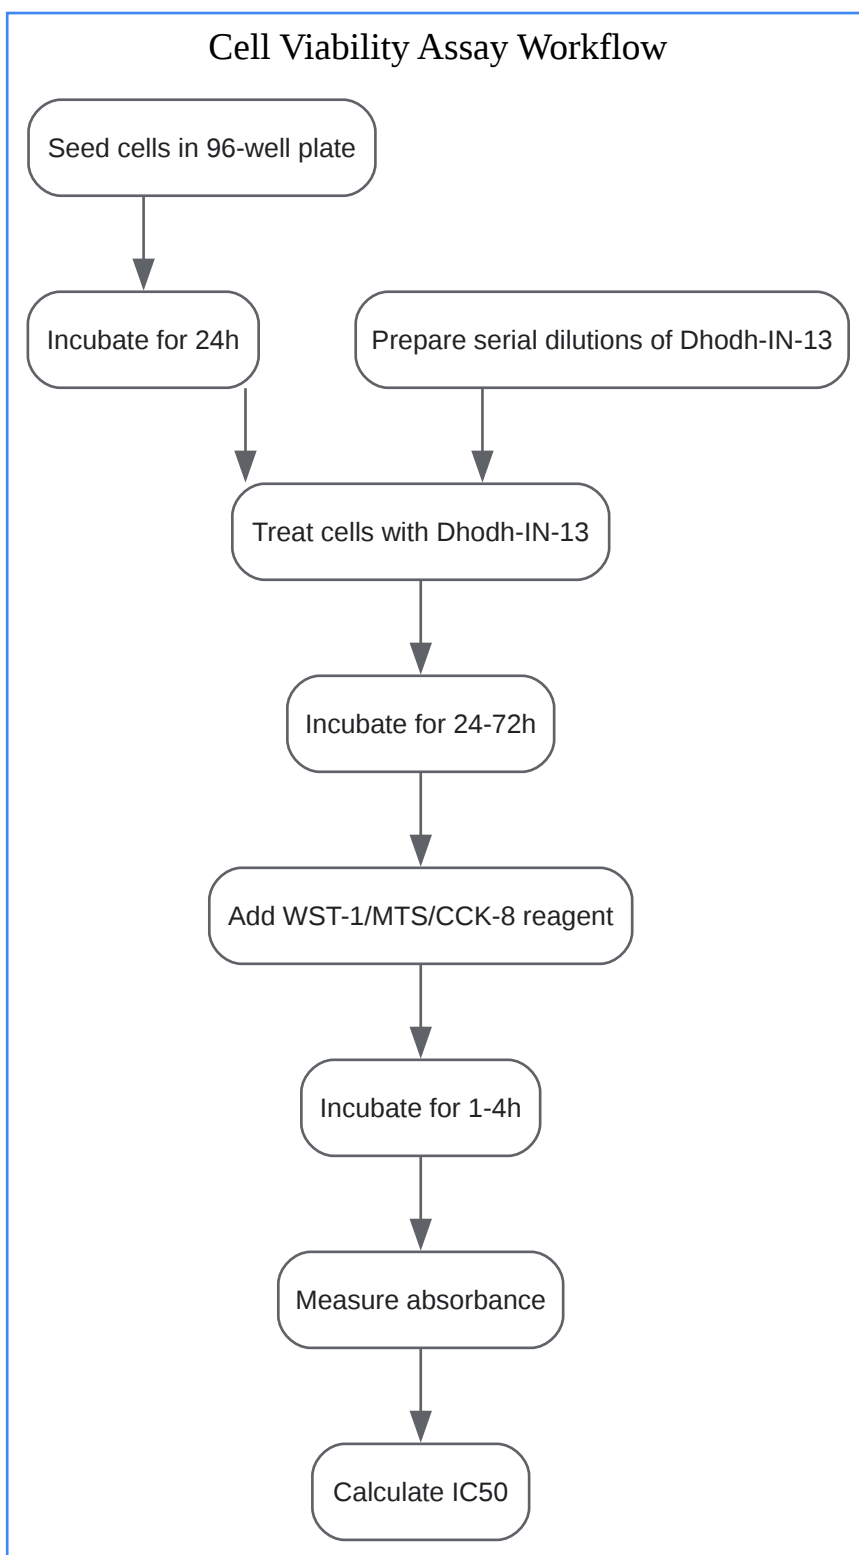 Cell Viability Assay Workflow
Seed cells in 96-well plate
Incubate for 24h
Prepare serial dilutions of Dhodh-IN-13
Treat cells with Dhodh-IN-13
Incubate for 24-72h
Add WST-1/MTS/CCK-8 reagent
Incubate for 1-4h
Measure absorbance
Calculate IC50